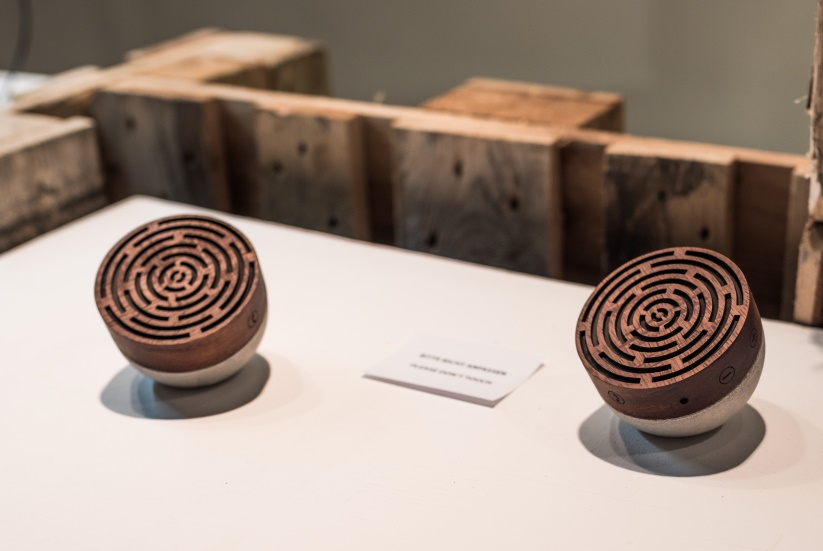 BITTE NICHT ANFASSEN
PLEASE DON'T TOUCH